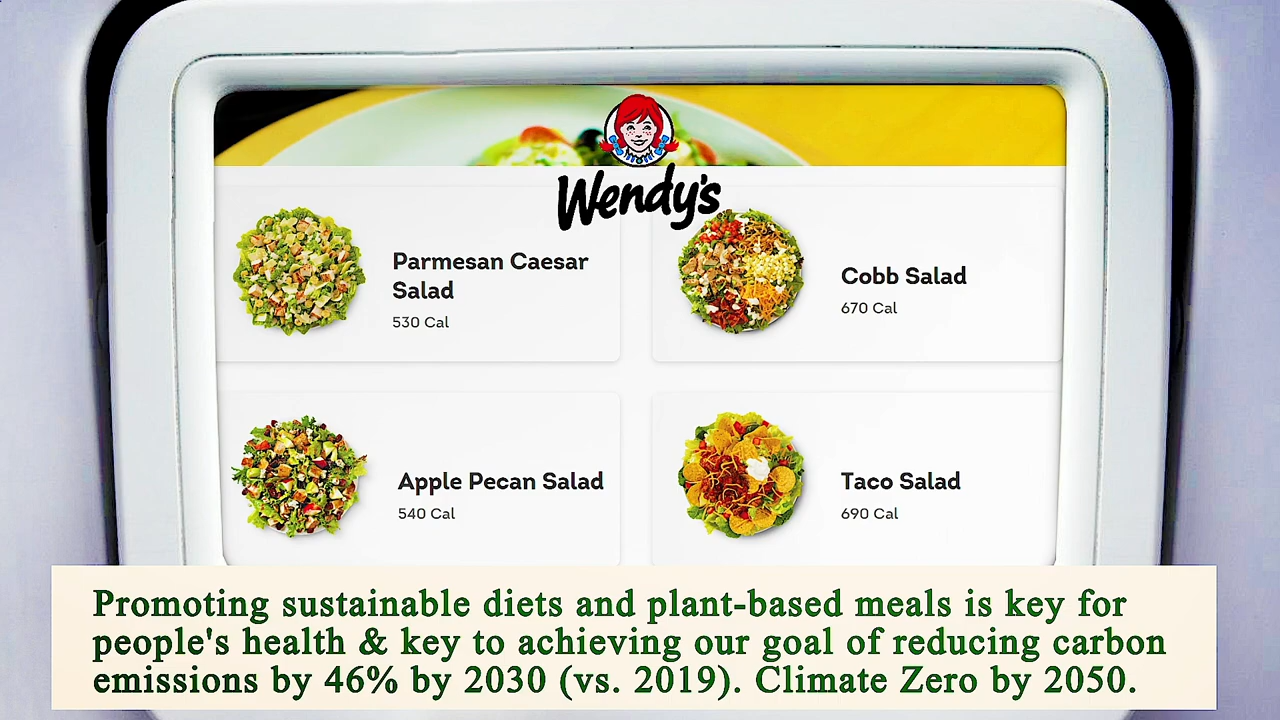 Wendy's
Parmesan Caesar
Salad
530 Cal
Cobb Salad
670 Cal
Apple Pecan Salad
540 Cal
Taco Salad
690 Cal
Promoting sustainable diets and plant-based meals is key for
people's health & key to achieving our goal of reducing carbon
emissions by 46% by 2030 (vs. 2019). Climate Zero by 2050.